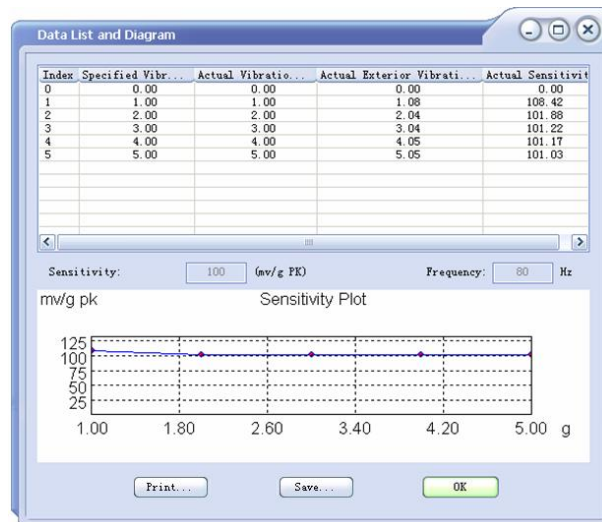 Data List and Diagram
Index Specified Vibr... Actual Vibratio... Actual Exterior Vibrati... Actual Sensitivit
0 0.00 0.00 0.00 0.00
1 1.00 1.00 1.08 108.42
2 2.00 2.00 2.04 101.88
3 3.00 3.00 3.04 101.22
4 4.00 4.00 4.05 101.17
5 5.00 5.00 5.05 101.03
Sensitivity: 100 (mv/g PK) Frequency: 80 Hz
mv/g pk Sensitivity Plot
125
100
75
50
25
1.00 1.80 2.60 3.40 4.20 5.00 g
Print... Save... OK